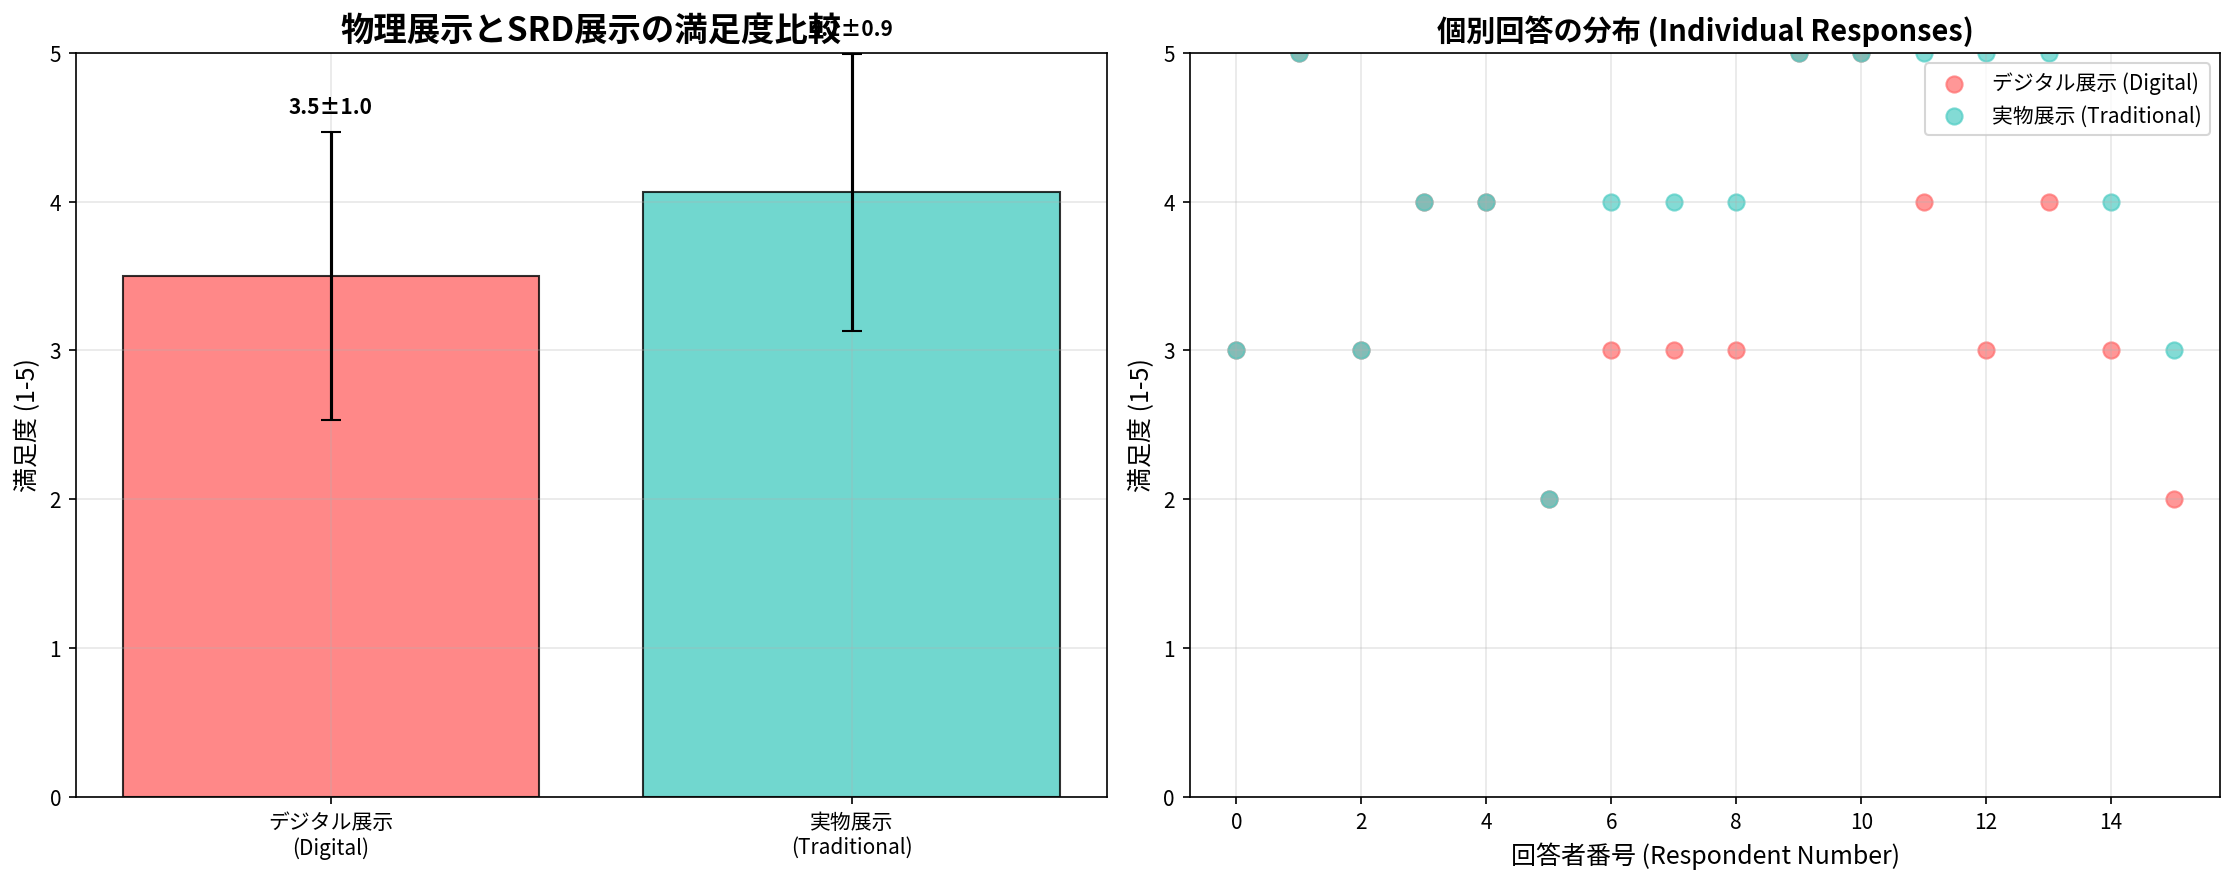 物理展示とSRD展示の満足度比較
±0.9
3.5±1.0
満足度 (1-5)
5
4
3
2
1
0
デジタル展示
(Digital)
実物展示
(Traditional)
個別回答の分布 (Individual Responses)
デジタル展示 (Digital)
実物展示 (Traditional)
満足度 (1-5)
5
4
3
2
1
0
0
2
4
6
8
10
12
14
回答者番号 (Respondent Number)